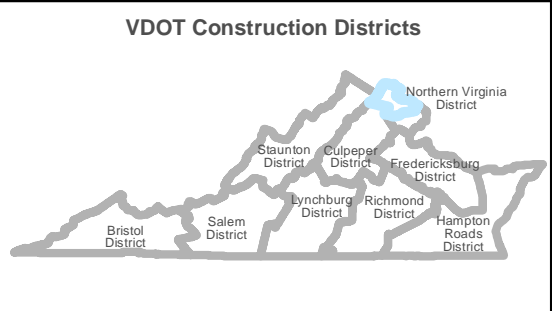 VDOT Construction Districts
Northern Virginia
District
Staunton
District
Culpeper
District
Fredericksburg
District
Lynchburg
District
Richmond
District
Salem
District
Hampton
Roads
District
Bristol
District